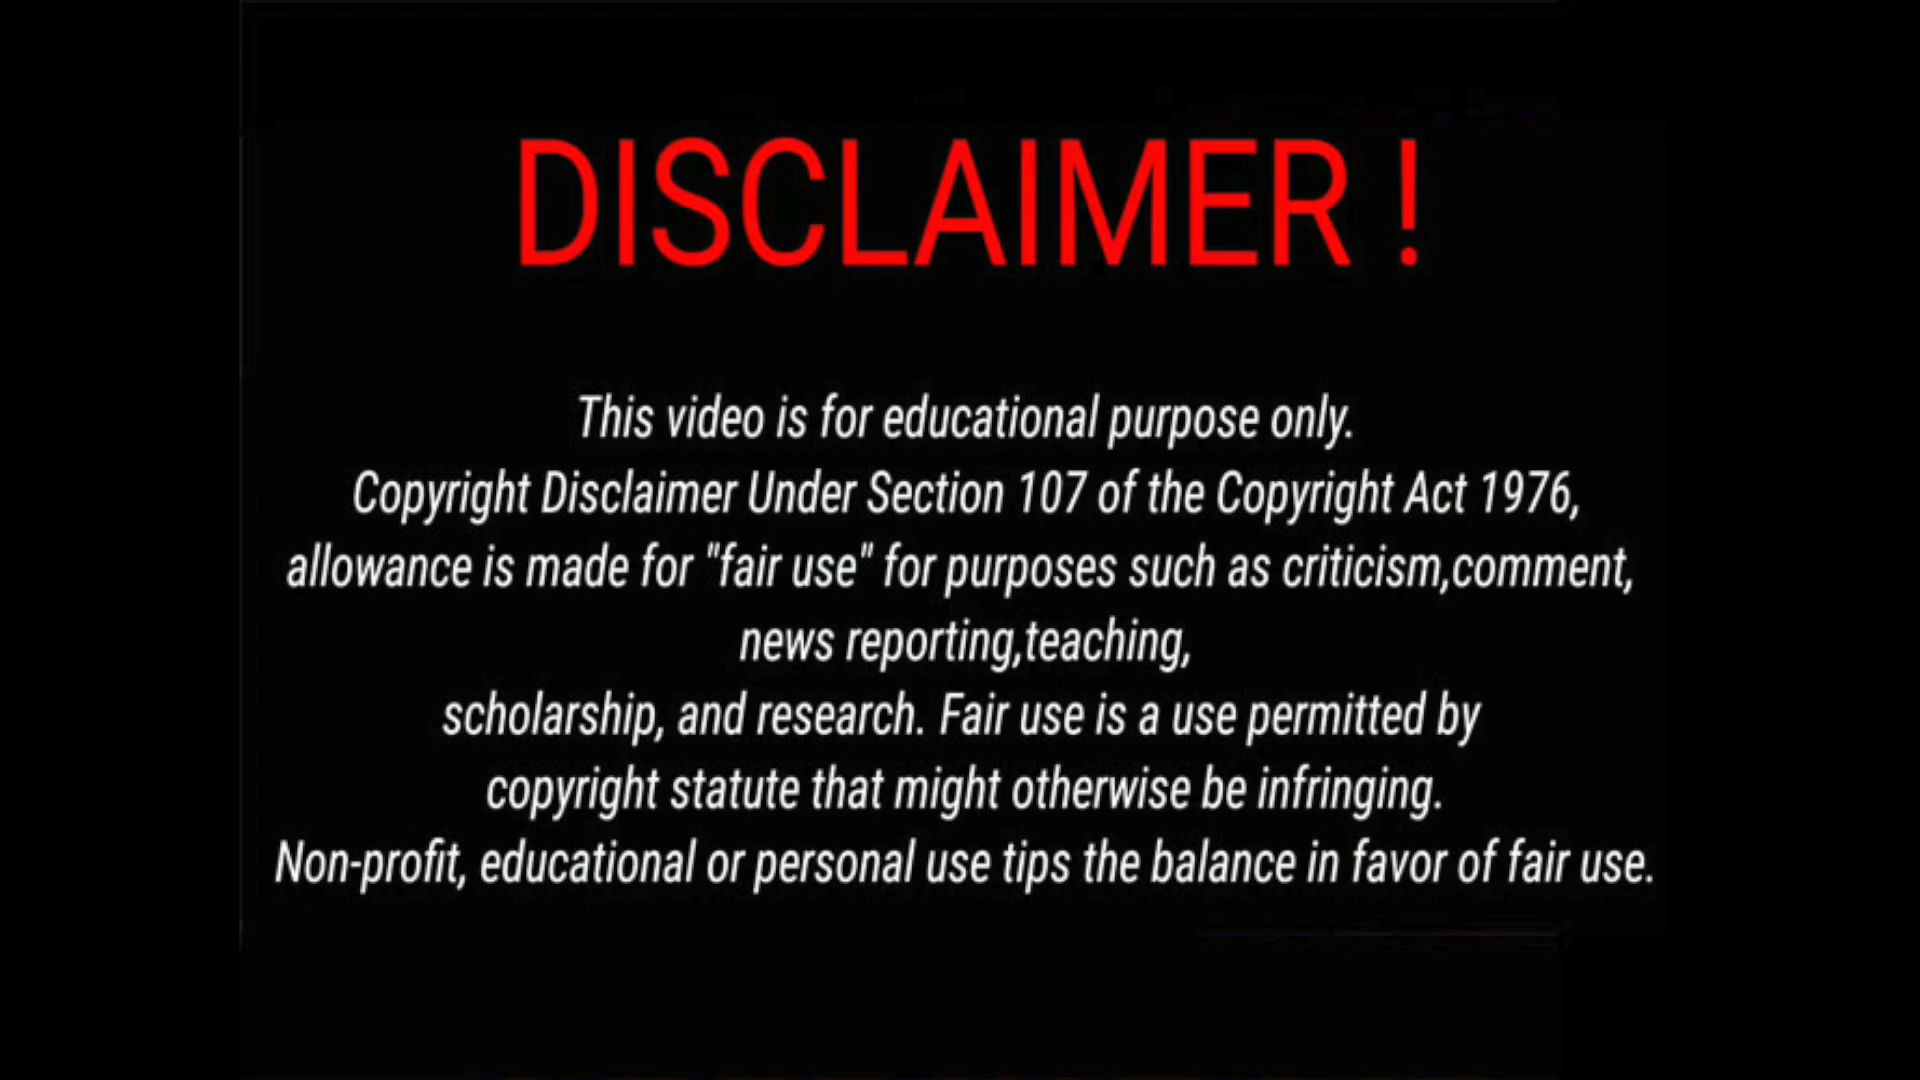 DISCLAIMER !
This video is for educational purpose only.
Copyright Disclaimer Under Section 107 of the Copyright Act 1976,
allowance is made for "fair use" for purposes such as criticism,comment,
news reporting,teaching,
scholarship, and research. Fair use is a use permitted by
copyright statute that might otherwise be infringing.
Non-profit, educational or personal use tips the balance in favor of fair use.